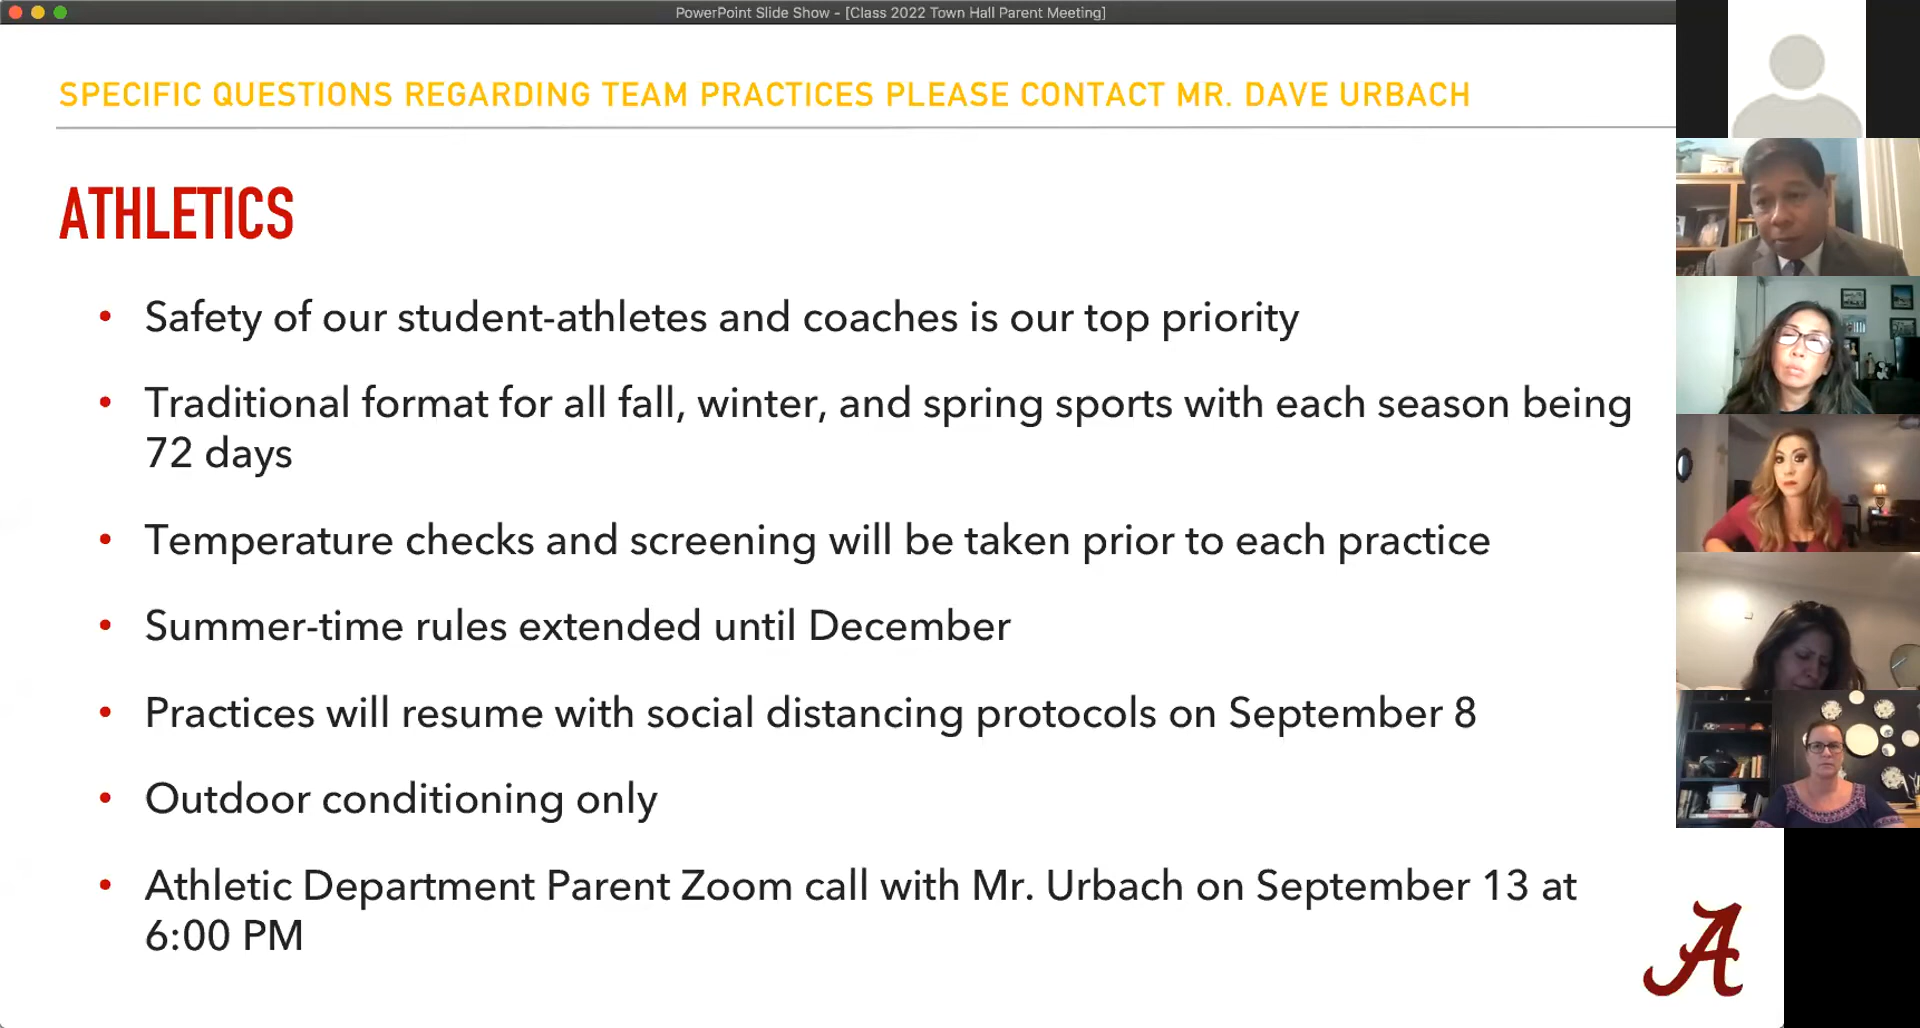 PowerPoint Slide Show - [Class 2022 Town Hall Parent Meeting]
SPECIFIC QUESTIONS REGARDING TEAM PRACTICES PLEASE CONTACT MR. DAVE URBACH
ATHLETICS
• Safety of our student-athletes and coaches is our top priority
• Traditional format for all fall, winter, and spring sports with each season being
72 days
• Temperature checks and screening will be taken prior to each practice
• Summer-time rules extended until December
• Practices will resume with social distancing protocols on September 8
• Outdoor conditioning only
• Athletic Department Parent Zoom call with Mr. Urbach on September 13 at
6:00 PM
A